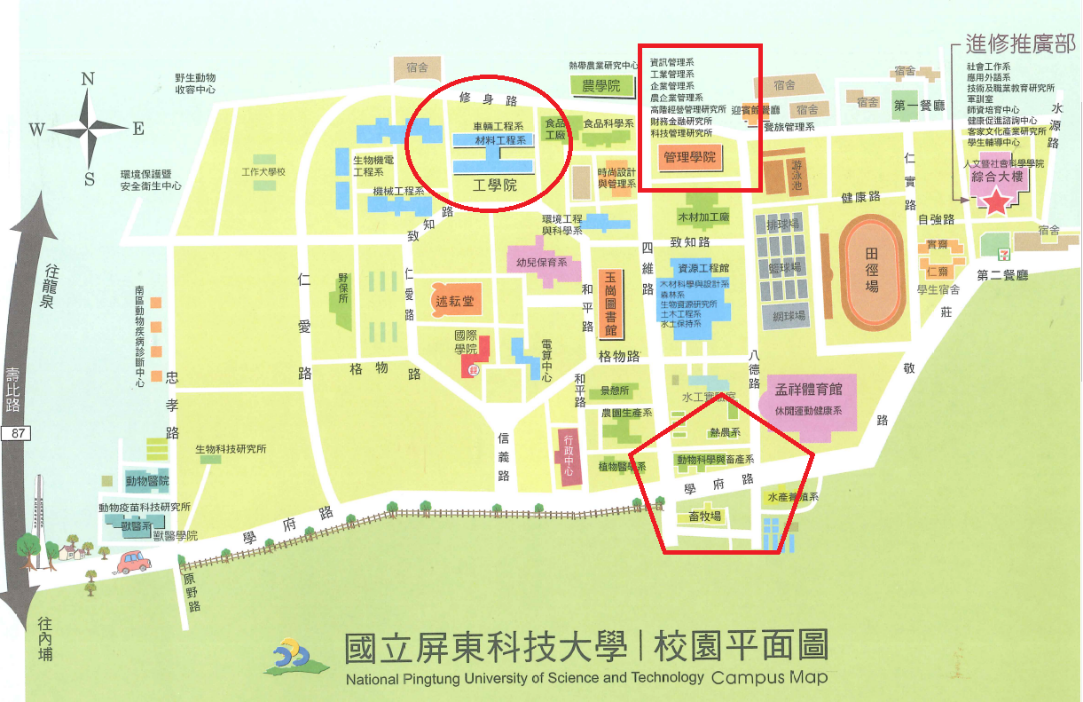 進修推廣部
社會工作系
應用外語系
技術及職業教育研究所
軍訓室
師資培育中心
健康促進諮詢中心
客家文化產業研究所
學生輔導中心
人文暨社會科學學院
綜合大樓
水源路
N
W
E
S
野生動物
收容中心
宿舍
修身路
車輛工程系
材料工程系
工學院
生物機電
工程系
機械工程系
工作犬學校
環境保護暨
安全衛生中心
熱帶農業研究中心
農學院
食品
工廠
食品科學系
時尚設計
與管理系
環境工程
與科學系
資訊管理系
工業管理系
企業管理系
農企業管理系
高階經營管理研究所
財務金融研究所
科技管理研究所
管理學院
宿舍
迎賓館餐廳
宿舍
餐旅管理系
宿舍
宿舍
第一餐廳
游泳池
仁實路
健康路
自強路
宿舍
實齋
仁齋
學生宿舍
第二餐廳
7
莊敬路
田徑場
排球場
籃球場
網球場
木材加工廠
致知路
四維路
資源工程館
木材科學與設計系
森林系
生物資源研究所
土木工程系
水土保持系
致知路
幼兒保育系
玉崗圖書館
和平路
仁愛路
仁愛路
野保所
述耘堂
國際
學院
電算中心
格物路
格物路
和平路
八德路
南區動物疾病診斷中心
忠孝路
往龍泉
壽比路
87
往內埔
景憩所
農園生產系
植物醫學系
行政中心
信義路
水工實驗室
孟祥體育館
休閒運動健康系
熱農系
動物科學與畜產系
學府路
畜牧場
水產養殖系
生物科技研究所
動物醫院
動物疫苗科技研究所
獸醫系
獸醫學院
學府路
原野路
國立屏東科技大學|校園平面圖
National Pingtung University of Science and Technology Campus Map